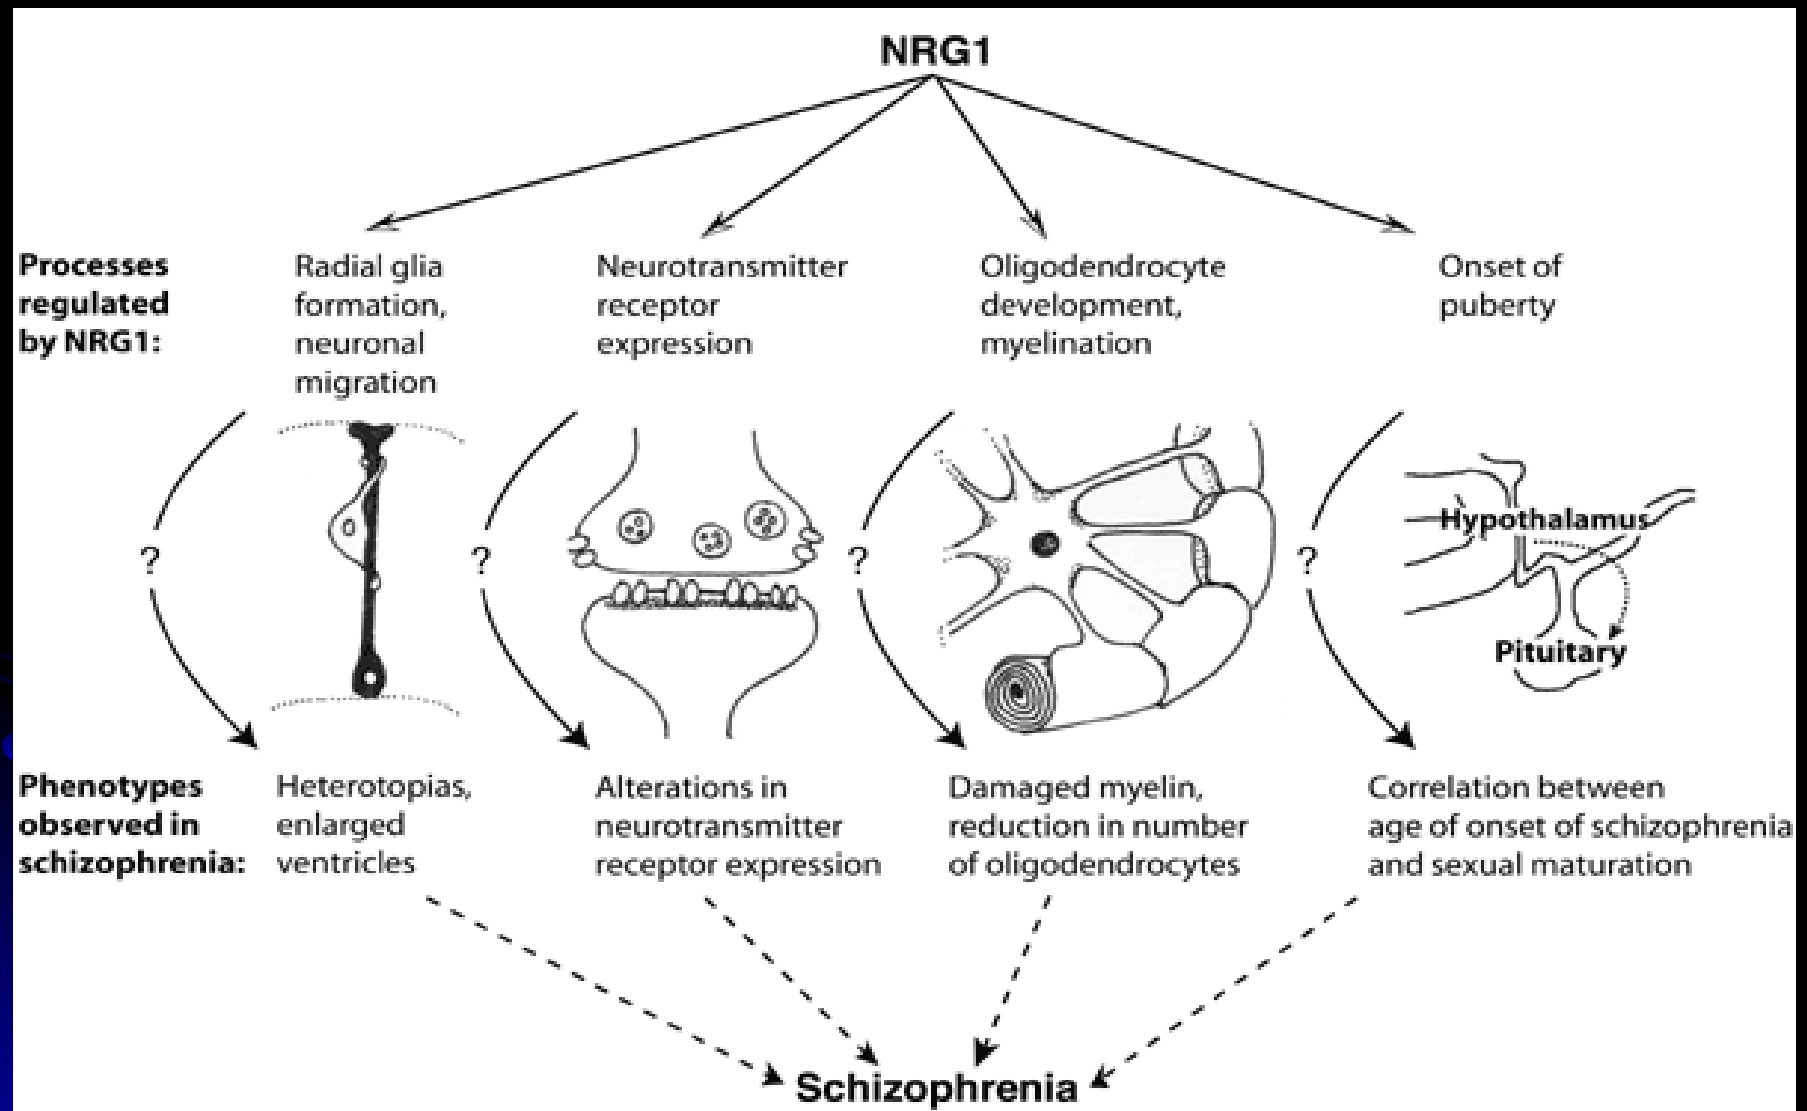 NRG1
Processes
regulated
by NRG1:
Radial glia
formation,
neuronal
migration
Neurotransmitter
receptor
expression
Oligodendrocyte
development,
myelination
Onset of
puberty
?
?
?
?
Hypothalamus
Pituitary
Phenotypes
observed in
schizophrenia:
Heterotopias,
enlarged
ventricles
Alterations in
neurotransmitter
receptor expression
Damaged myelin,
reduction in number
of oligodendrocytes
Correlation between
age of onset of schizophrenia
and sexual maturation
Schizophrenia